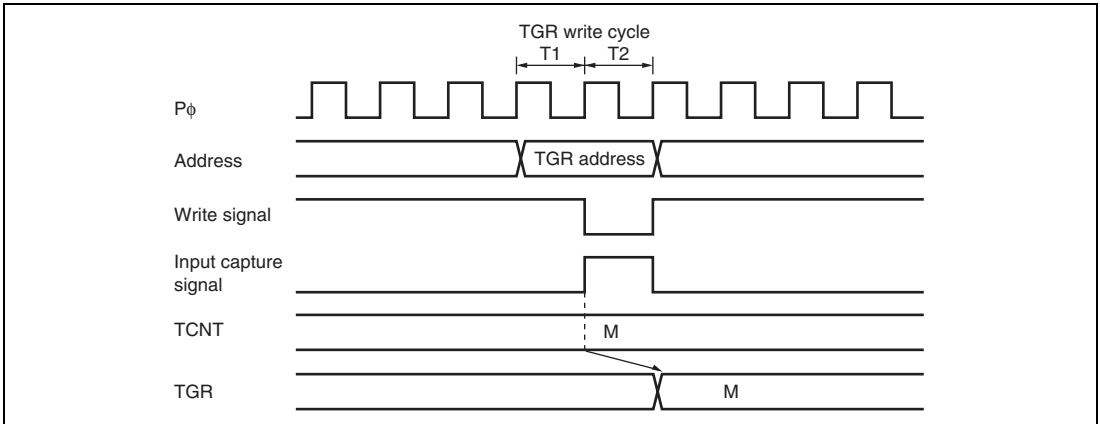 TGR write cycle
T1 T2
Pϕ
Address
TGR address
Write signal
Input capture
signal
TCNT
M
TGR
M